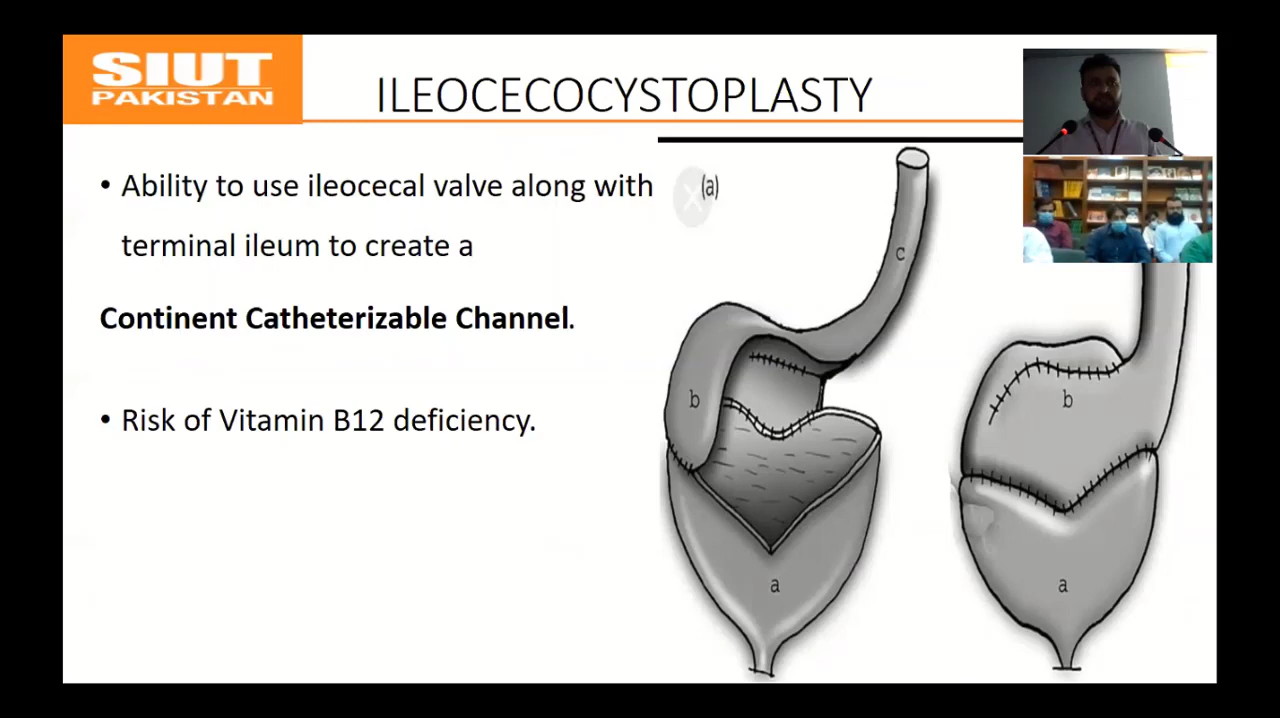 SIUT
PAKISTAN
ILEOCECOCYSTOPLASTY
• Ability to use ileocecal valve along with
terminal ileum to create a
Continent Catheterizable Channel.
• Risk of Vitamin B12 deficiency.
(a)
c
b
a
b
a